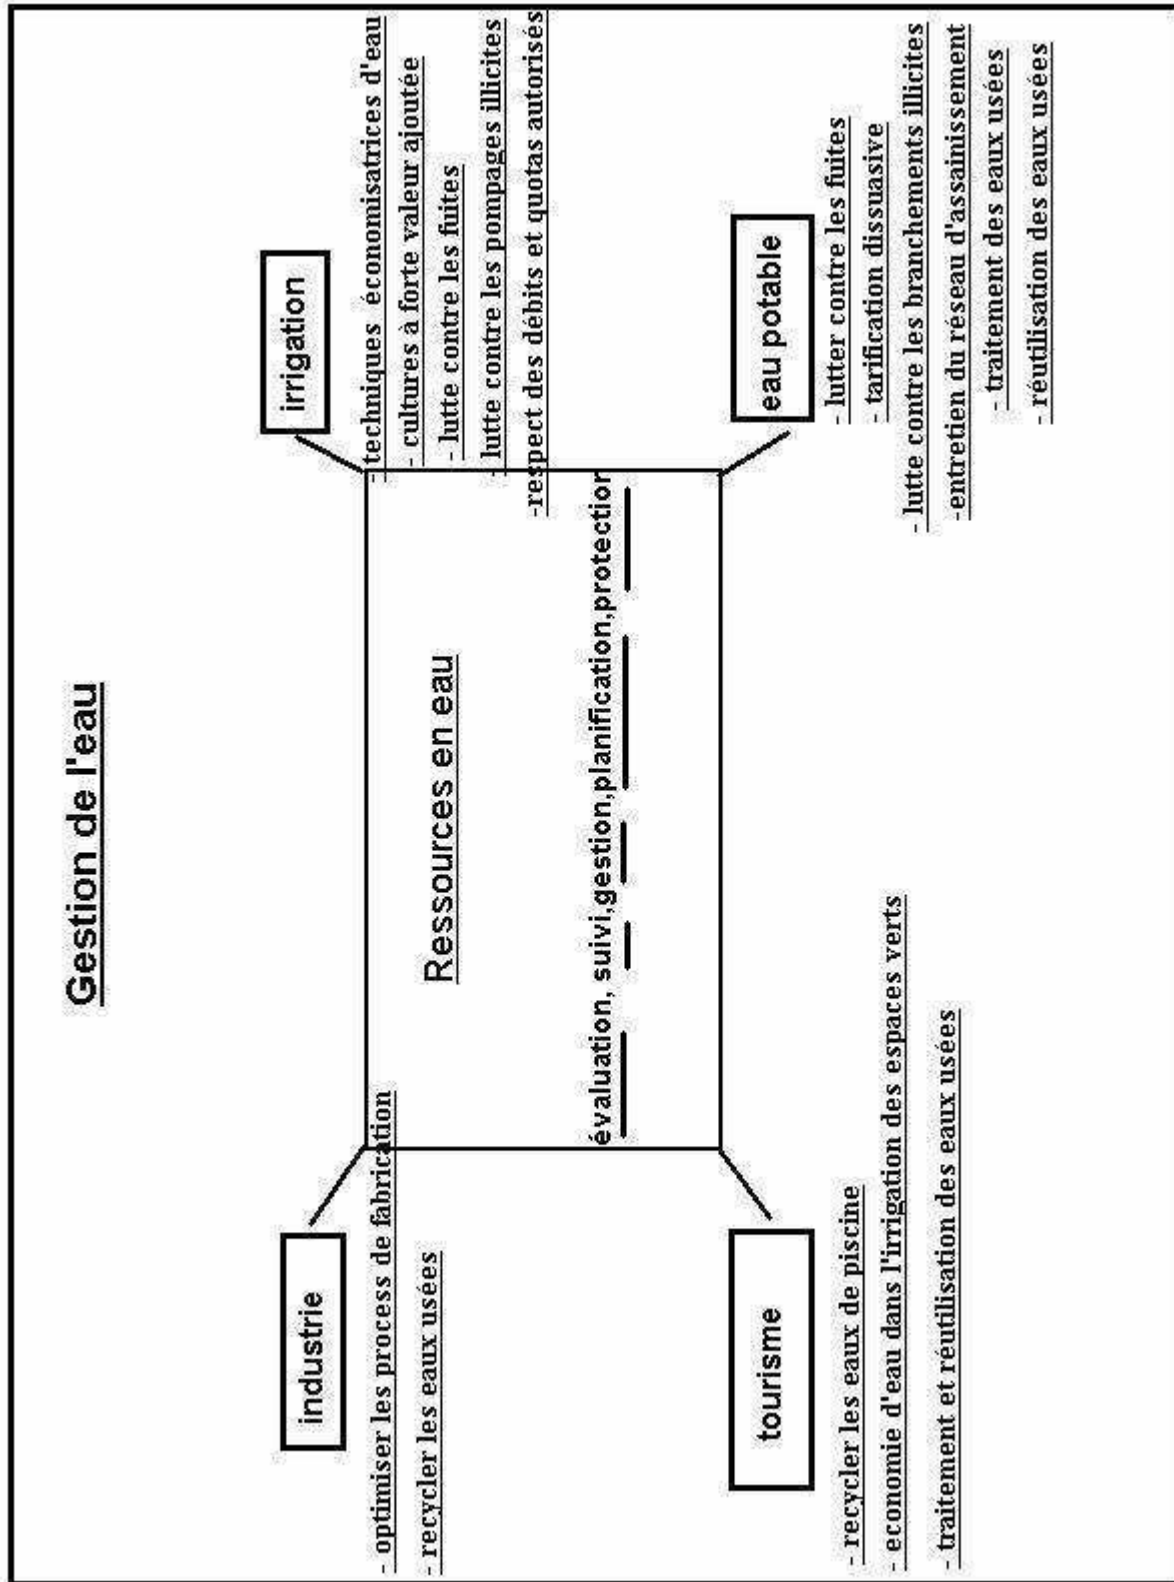 Gestion de l'eau
industrie
- optimiser les process de fabrication
- recycler les eaux usées
irrigation
- techniques économisatrices d'eau
- cultures à forte valeur ajoutée
- lutte contre les fuites
- lutte contre les pompages illicites
-respect des débits et quotas autorisés
Ressources en eau
évaluation, suivi,gestion,planification,protection
tourisme
- recycler les eaux de piscine
- economie d'eau dans l'irrigation des espaces verts
- traitement et réutilisation des eaux usées
eau potable
- lutter contre les fuites
- tarification dissuasive
- lutte contre les branchements illicites
-entretien du réseau d'assainissement
- traitement des eaux usées
- réutilisation des eaux usées